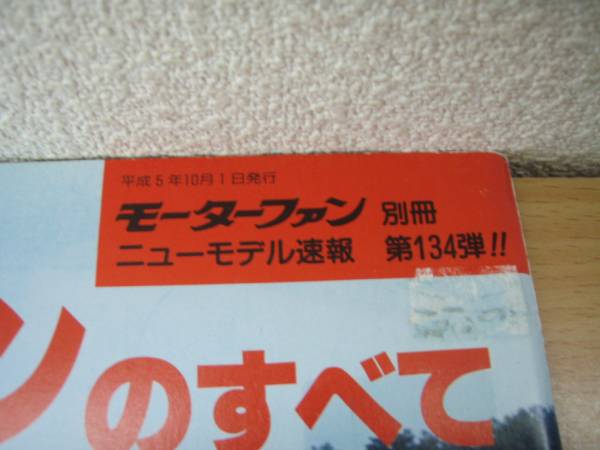 平成5年10月1日発行
モーターファン 別冊
ニューモデル速報 第134弾!!
ンのすべて